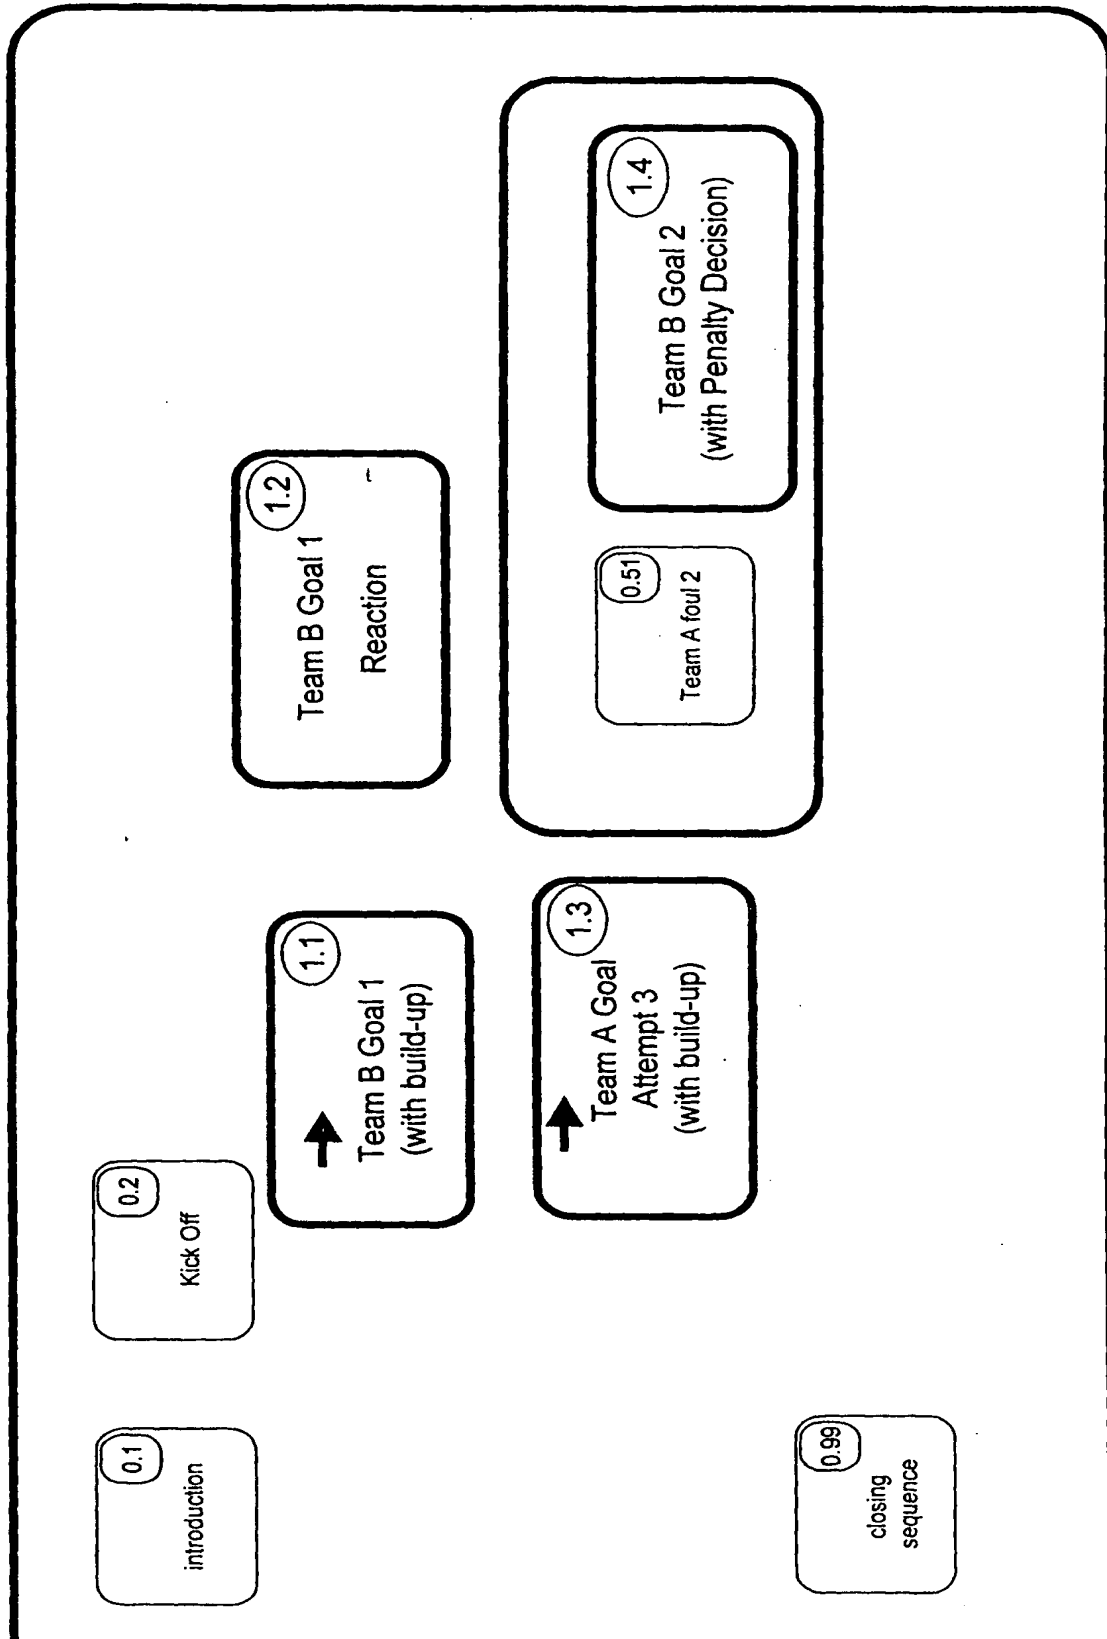 0.1
introduction
0.2
Kick Off
1.1
Team B Goal 1
(with build-up)
1.2
Team B Goal 1
Reaction
1.3
Team A Goal
Attempt 3
(with build-up)
0.51
Team A foul 2
1.4
Team B Goal 2
(with Penalty Decision)
0.99
closing
sequence